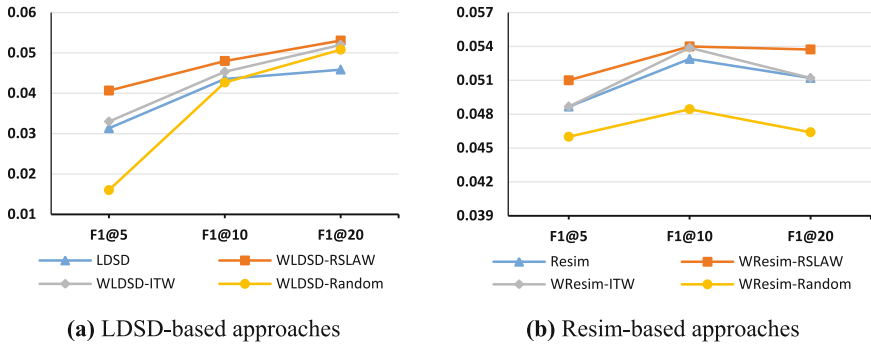 0.06
0.05
0.04
0.03
0.02
0.01
F1@5 F1@10 F1@20
LDSD WLDSD-RSLAW
WLDSD-ITW WLDSD-Random
(a) LDSD-based approaches
0.057
0.054
0.051
0.048
0.045
0.042
0.039
F1@5 F1@10 F1@20
Resim WResim-RSLAW
WResim-ITW WResim-Random
(b) Resim-based approaches